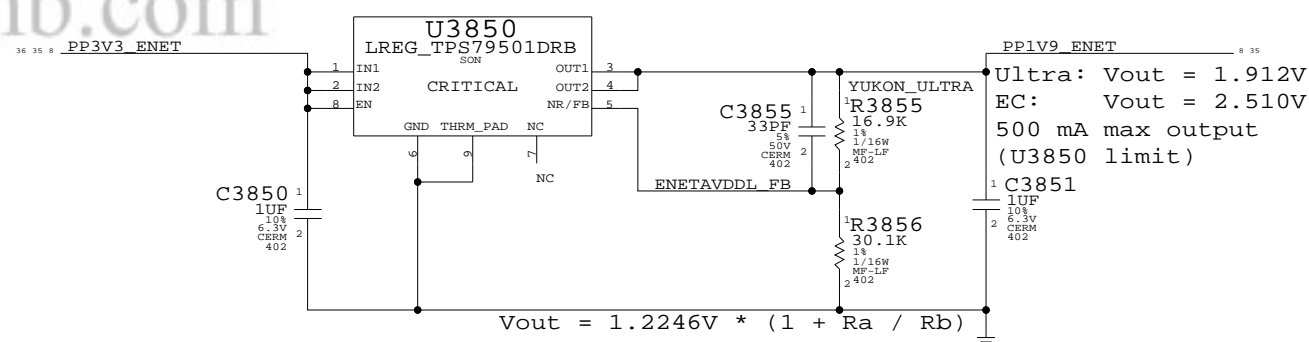 ib.com
U3850
LREG_TPS79501DRB
SON
CRITICAL
36 35 8 PP3V3_ENET
1 IN1
2 IN2
8 EN
OUT1 3
OUT2 4
NR/FB 5
GND THRM_PAD NC
6 9 7
NC
PP1V9_ENET 8 35
Ultra: Vout = 1.912V
EC: Vout = 2.510V
500 mA max output
(U3850 limit)
YUKON_ULTRA
C3855 1
33PF
5%
50V
CERM 2
402
1 R3855
16.9K
1%
1/16W
MF-LF
2 402
ENETAVDDL_FB
C3850 1
1UF
10%
6.3V
CERM 2
402
1 R3856
30.1K
1%
1/16W
MF-LF
2 402
1 C3851
1UF
10%
6.3V
2 CERM
402
Vout = 1.2246V * (1 + Ra / Rb)